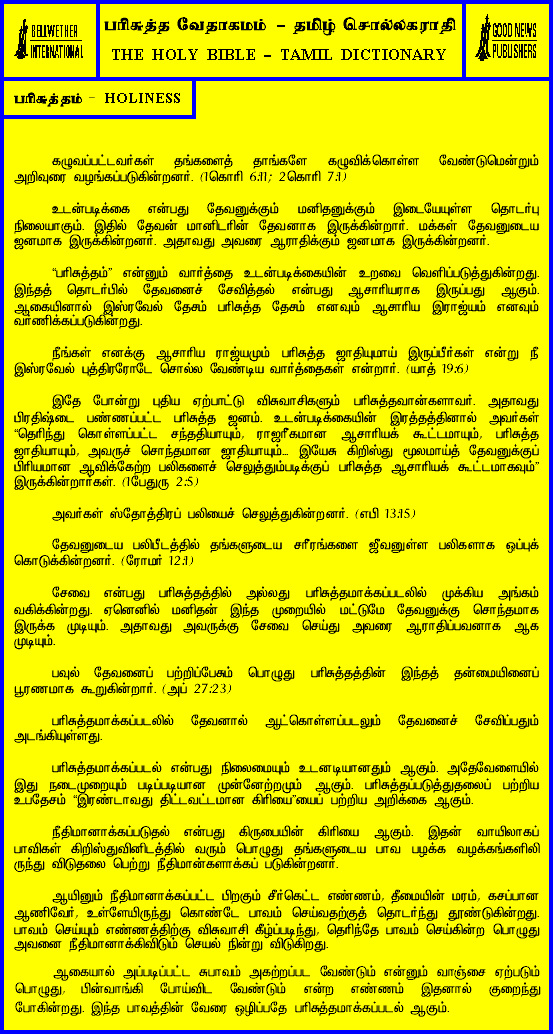 BELLWETHER
INTERNATIONAL
பரிசுத்த வேதாகமம் - தமிழ் சொல்லகராதி
THE HOLY BIBLE - TAMIL DICTIONARY
GOOD NEWS
PUBLISHERS
பரிசுத்தம் - HOLINESS
கழுவப்பட்டவர்கள் தங்களைத் தாங்களே கழுவிக்கொள்ள வேண்டுமென்றும்
அறிவுரை வழங்கப்படுகின்றனர். (1கொரி 6:11; 2கொரி 7:1)
உடன்படிக்கை என்பது தேவனுக்கும் மனிதனுக்கும் இடையேயுள்ள தொடர்பு
நிலையாகும். இதில் தேவன் மானிடரின் தேவனாக இருக்கின்றார். மக்கள் தேவனுடைய
ஜனமாக இருக்கின்றனர். அதாவது அவரை ஆராதிக்கும் ஜனமாக இருக்கின்றனர்.
“பரிசுத்தம்” என்னும் வார்த்தை உடன்படிக்கையின் உறவை வெளிப்படுத்துகின்றது.
இந்தத் தொடர்பில் தேவனைச் சேவித்தல் என்பது ஆசாரியராக இருப்பது ஆகும்.
ஆகையினால் இஸ்ரவேல் தேசம் பரிசுத்த தேசம் எனவும் ஆசாரிய இராஜ்யம் எனவும்
வர்ணிக்கப்படுகின்றது.
நீங்கள் எனக்கு ஆசாரிய ராஜ்யமும் பரிசுத்த ஜாதியுமாய் இருப்பீர்கள் என்று நீ
இஸ்ரவேல் புத்திரரோடே சொல்ல வேண்டிய வார்த்தைகள் என்றார். (யாத் 19:6)
இதே போன்று புதிய ஏற்பாட்டு விசுவாசிகளும் பரிசுத்தவான்களாவர். அதாவது
பிரதிஷ்டை பண்ணப்பட்ட பரிசுத்த ஜனம். உடன்படிக்கையின் இரத்தத்தினால் அவர்கள்
“தெரிந்து கொள்ளப்பட்ட சந்ததியாயும், ராஜரீகமான ஆசாரியக் கூட்டமாயும், பரிசுத்த
ஜாதியாயும், அவருக்குச் சொந்தமான ஜாதியாயும்... இயேசு கிறிஸ்து மூலமாய்த் தேவனுக்குப்
பிரியமான ஆவிக்கேற்ற பலிகளைச் செலுத்தும்படிக்குப் பரிசுத்த ஆசாரியக் கூட்டமாகவும்”
இருக்கின்றார்கள். (1பேதுரு 2:5)
அவர்கள் ஸ்தோத்திரப் பலியைச் செலுத்துகின்றனர். (எபி 13:15)
தேவனுடைய பலிபீடத்தில் தங்களுடைய சரீரங்களை ஜீவனுள்ள பலிகளாக ஒப்புக்
கொடுக்கின்றனர். (ரோமர் 12:1)
சேவை என்பது பரிசுத்தத்தில் அல்லது பரிசுத்தமாக்கப்படலில் முக்கிய அங்கம்
வகிக்கின்றது. ஏனெனில் மனிதன் இந்த முறையில் மட்டுமே தேவனுக்கு சொந்தமாக
இருக்க முடியும். அதாவது அவருக்கு சேவை செய்து அவரை ஆராதிப்பவனாக ஆக
முடியும்.
பவுல் தேவனைப் பற்றிப்பேசும் பொழுது பரிசுத்தத்தின் இந்தத் தன்மையினைப்
பூரணமாக கூறுகின்றார். (அப் 27:23)
பரிசுத்தமாக்கப்படலில் தேவனால் ஆட்கொள்ளப்படலும் தேவனைச் சேவிப்பதும்
அடங்கியுள்ளது.
பரிசுத்தமாக்கப்படல் என்பது நிலைமையும் உடனடியானதும் ஆகும். அதேவேளையில்
இது நடைமுறையும் படிப்படியான முன்னேற்றமும் ஆகும். பரிசுத்தப்படுத்துதலைப் பற்றிய
உபதேசம் “இரண்டாவது திட்டவட்டமான கிரியை”யைப் பற்றிய அறிக்கை ஆகும்.
நீதிமானாக்கப்படுதல் என்பது கிருபையின் கிரியை ஆகும். இதன் வாயிலாகப்
பாவிகள் கிறிஸ்துவினிடத்தில் வரும் பொழுது தங்களுடைய பாவ பழக்க வழக்கங்களிலி
ருந்து விடுதலை பெற்று நீதிமான்களாக்கப் படுகின்றனர்.
ஆயினும் நீதிமானாக்கப்பட்ட பிறகும் சீர்கெட்ட எண்ணம், தீமையின் மரம், கசப்பான
ஆணிவேர், உள்ளேயிருந்து கொண்டே பாவம் செய்வதற்குத் தொடர்ந்து தூண்டுகின்றது.
பாவம் செய்யும் எண்ணத்திற்கு விசுவாசி கீழ்ப்படிந்து, தெரிந்தே பாவம் செய்கின்ற பொழுது
அவனை நீதிமானாக்கிவிடும் செயல் நின்று விடுகிறது.
ஆகையால் அப்படிப்பட்ட சுபாவம் அகற்றப்பட வேண்டும் என்னும் வாஞ்சை ஏற்படும்
பொழுது, பின்வாங்கி போய்விட வேண்டும் என்ற எண்ணம் இதனால் குறைந்து
போகின்றது. இந்த பாவத்தின் வேரை ஒழிப்பதே பரிசுத்தமாக்கப்படல் ஆகும்.